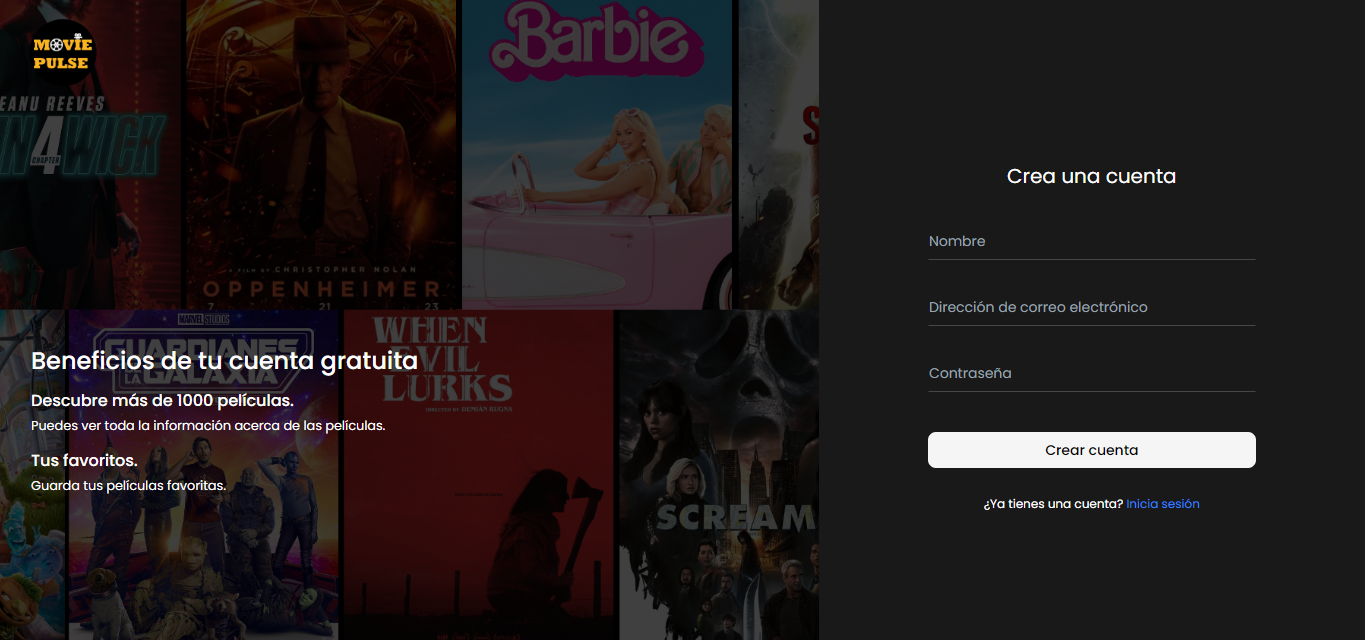 MOVIE
PULSE
EANU REEVES
4
CHAPTER
WICK
A FILM BY CHRISTOPHER NOLAN
OPPENHEIMER
7 21 23
Barbie
S
MARVEL STUDIOS
GUARDIANES
DE LA GALAXIA
WHEN
EVIL
LURKS
DIRECTED BY DEMIÁN RUGNA
SCREAM
Beneficios de tu cuenta gratuita
Descubre más de 1000 películas.
Puedes ver toda la información acerca de las películas.
Tus favoritos.
Guarda tus películas favoritas.
Crea una cuenta
Nombre
Dirección de correo electrónico
Contraseña
Crear cuenta
¿Ya tienes una cuenta? Inicia sesión